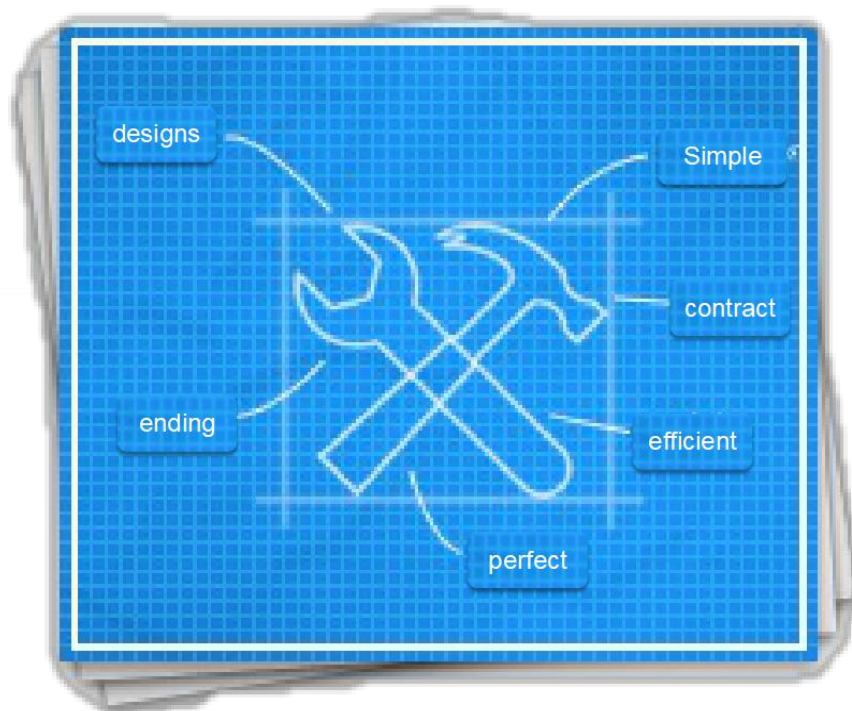 designs
Simple
contract
ending
efficient
perfect